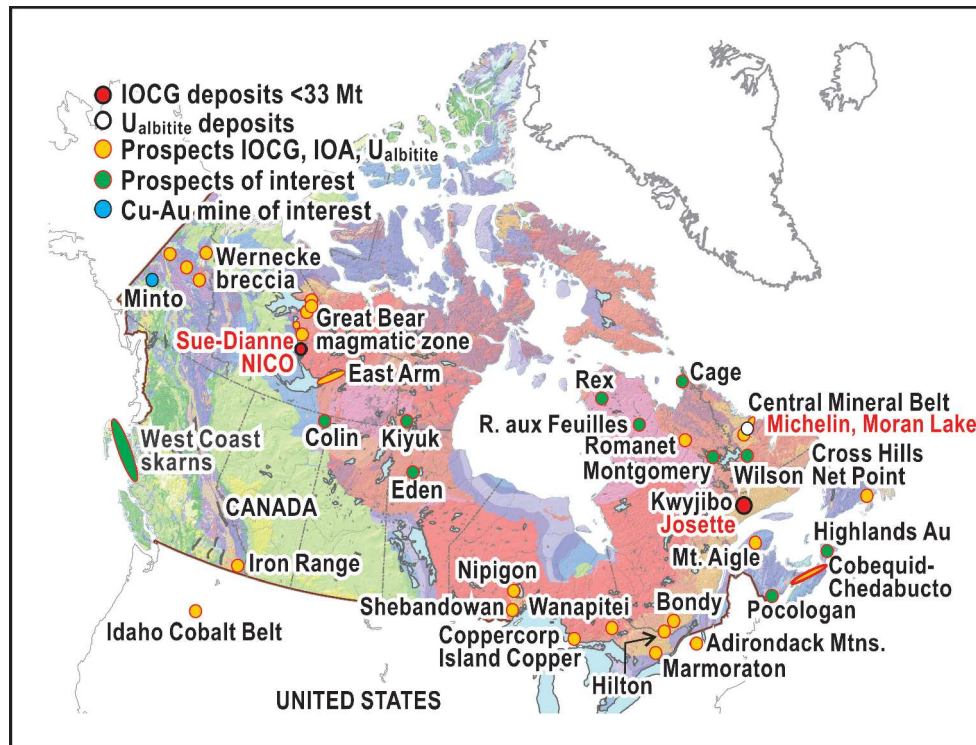 IOCG deposits <33 Mt
Ualbitite deposits
Prospects IOCG, IOA, Ualbitite
Prospects of interest
Cu-Au mine of interest
Wernecke
breccia
Minto
Great Bear
magmatic zone
Sue-Dianne
NICO
East Arm
Rex
Cage
Central Mineral Belt
Michelin, Moran Lake
R. aux Feuilles
Romanet
Montgomery
Wilson
Cross Hills
Net Point
West Coast
skarns
Colin
Kiyuk
Eden
CANADA
Kwyjibo
Josette
Highlands Au
Mt. Aigle
Cobequid-
Chedabucto
Iron Range
Nipigon
Shebandowan
Wanapitei
Bondy
Pocologan
Idaho Cobalt Belt
Coppercorp
Island Copper
Adirondack Mtns.
Marmoraton
Hilton
UNITED STATES